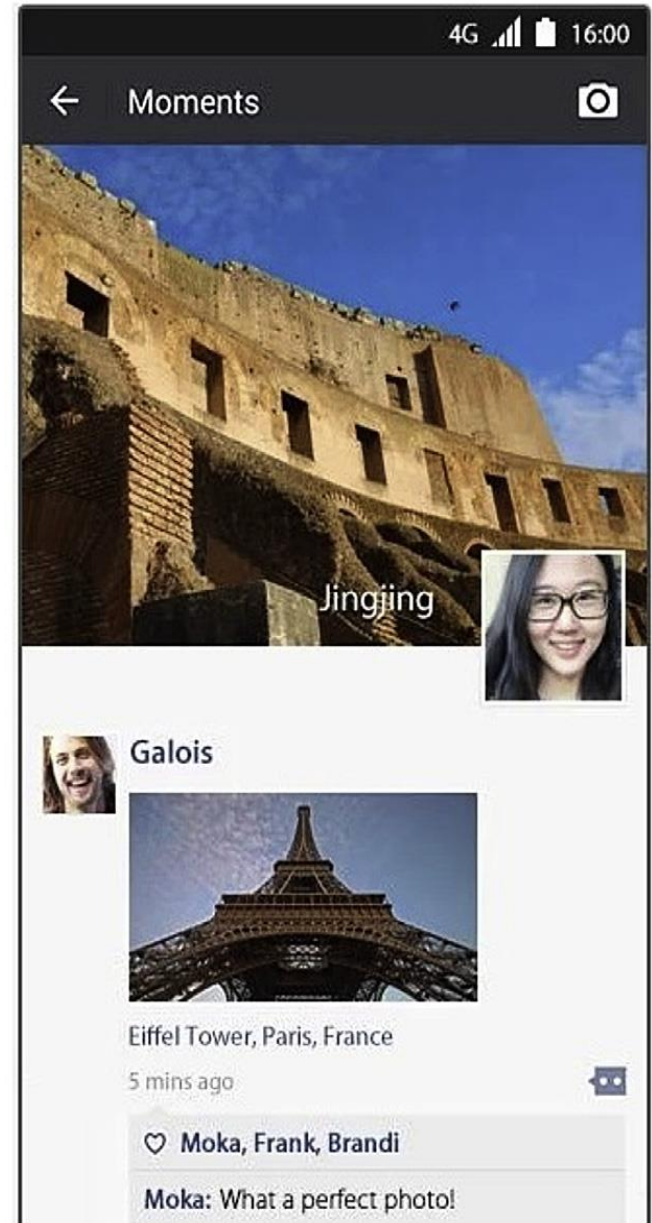 4G 16:00
Moments
Jingjing
Galois
Eiffel Tower, Paris, France
5 mins ago
Moka, Frank, Brandi
Moka: What a perfect photo!